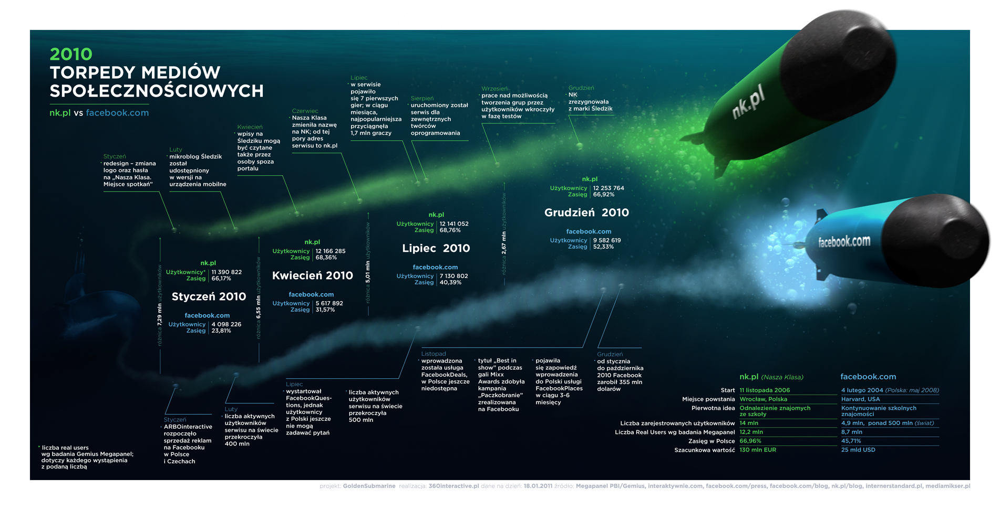 2010
TORPEDY MEDIÓW
SPOŁECZNOŚCIOWYCH
nk.pl vs facebook.com
Styczeń
redesign – zmiana
logo oraz hasła
na „Nasza Klasa.
Miejsce spotkań”
Luty
mikroblog Śledzik
został
udostępniony
w wersji na
urządzenia mobilne
Kwiecień
wpisy na
Śledziku mogą
być czytane
także przez
osoby spoza
portalu
Czerwiec
Nasza Klasa
zmieniła nazwę
na NK; od tej
pory adres
serwisu to nk.pl
Lipiec
w serwisie
pojawiło
się 7 pierwszych
gier; w ciągu
miesiąca,
najpopularniejsza
przyciągnęła
1,7 mln graczy
Sierpień
uruchomiony został
serwis dla
zewnętrznych
twórców
oprogramowania
Wrzesień
prace nad możliwością
tworzenia grup przez
użytkowników wkroczyły
w fazę testów
Grudzień
NK
zrezygnowała
z marki Śledzik
nk.pl
facebook.com
różnica 7,29 mln użytkowników
nk.pl
Użytkownicy* 11 390 822
Zasięg 66,17%
Styczeń 2010
facebook.com
Użytkownicy 4 098 226
Zasięg 23,81%
różnica 6,55 mln użytkowników
nk.pl
Użytkownicy 12 166 285
Zasięg 68,36%
Kwiecień 2010
facebook.com
Użytkownicy 5 617 892
Zasięg 31,57%
różnica 5,01 mln użytkowników
nk.pl
Użytkownicy 12 141 052
Zasięg 68,76%
Lipiec 2010
facebook.com
Użytkownicy 7 130 802
Zasięg 40,39%
różnica 2,67 mln użytkowników
nk.pl
Użytkownicy 12 253 764
Zasięg 66,92%
Grudzień 2010
facebook.com
Użytkownicy 9 582 619
Zasięg 52,33%
Styczeń
ARBOinteractive
rozpoczęło
sprzedaż reklam
na Facebooku
w Polsce
i Czechach
Luty
liczba aktywnych
użytkowników
serwisu na świecie
przekroczyła
400 mln
Lipiec
wystartował
FacebookQues-
tions, jednak
użytkownicy
z Polski jeszcze
nie mogą
zadawać pytań
liczba aktywnych
użytkowników
serwisu na świecie
przekroczyła
500 mln
Listopad
wprowadzona
została usługa
FacebookDeals,
w Polsce jeszcze
niedostępna
tytuł „Best in
show” podczas
gali Mixx
Awards zdobyła
kampania
„Paczkobranie”
zrealizowana
na Facebooku
pojawiła
się zapowiedź
wprowadzenia
do Polski usługi
FacebookPlaces
w ciągu 3-6
miesięcy
Grudzień
od stycznia
do października
2010 Facebook
zarobił 355 mln
dolarów
nk.pl (Nasza Klasa) facebook.com
Start 11 listopada 2006 4 lutego 2004 (Polska: maj 2008)
Miejsce powstania Wrocław, Polska Harvard, USA
Pierwotna idea Odnalezienie znajomych Kontynuowanie szkolnych
ze szkoły znajomości
Liczba zarejestrowanych użytkowników 14 mln 4,9 mln, ponad 500 mln (świat)
Liczba Real Users wg badania Megapanel 12,2 mln 8,7 mln
Zasięg w Polsce 66,96% 45,71%
Szacunkowa wartość 130 mln EUR 25 mld USD
* liczba real users
wg badania Gemius Megapanel;
dotyczy każdego wystąpienia
z podaną liczbą
projekt: GoldenSubmarine realizacja: 360interactive.pl dane na dzień: 18.01.2011 źródło: Megapanel PBI/Gemius, interaktywnie.com, facebook.com/press, facebook.com/blog, nk.pl/blog, internerstandard.pl, mediamikser.pl